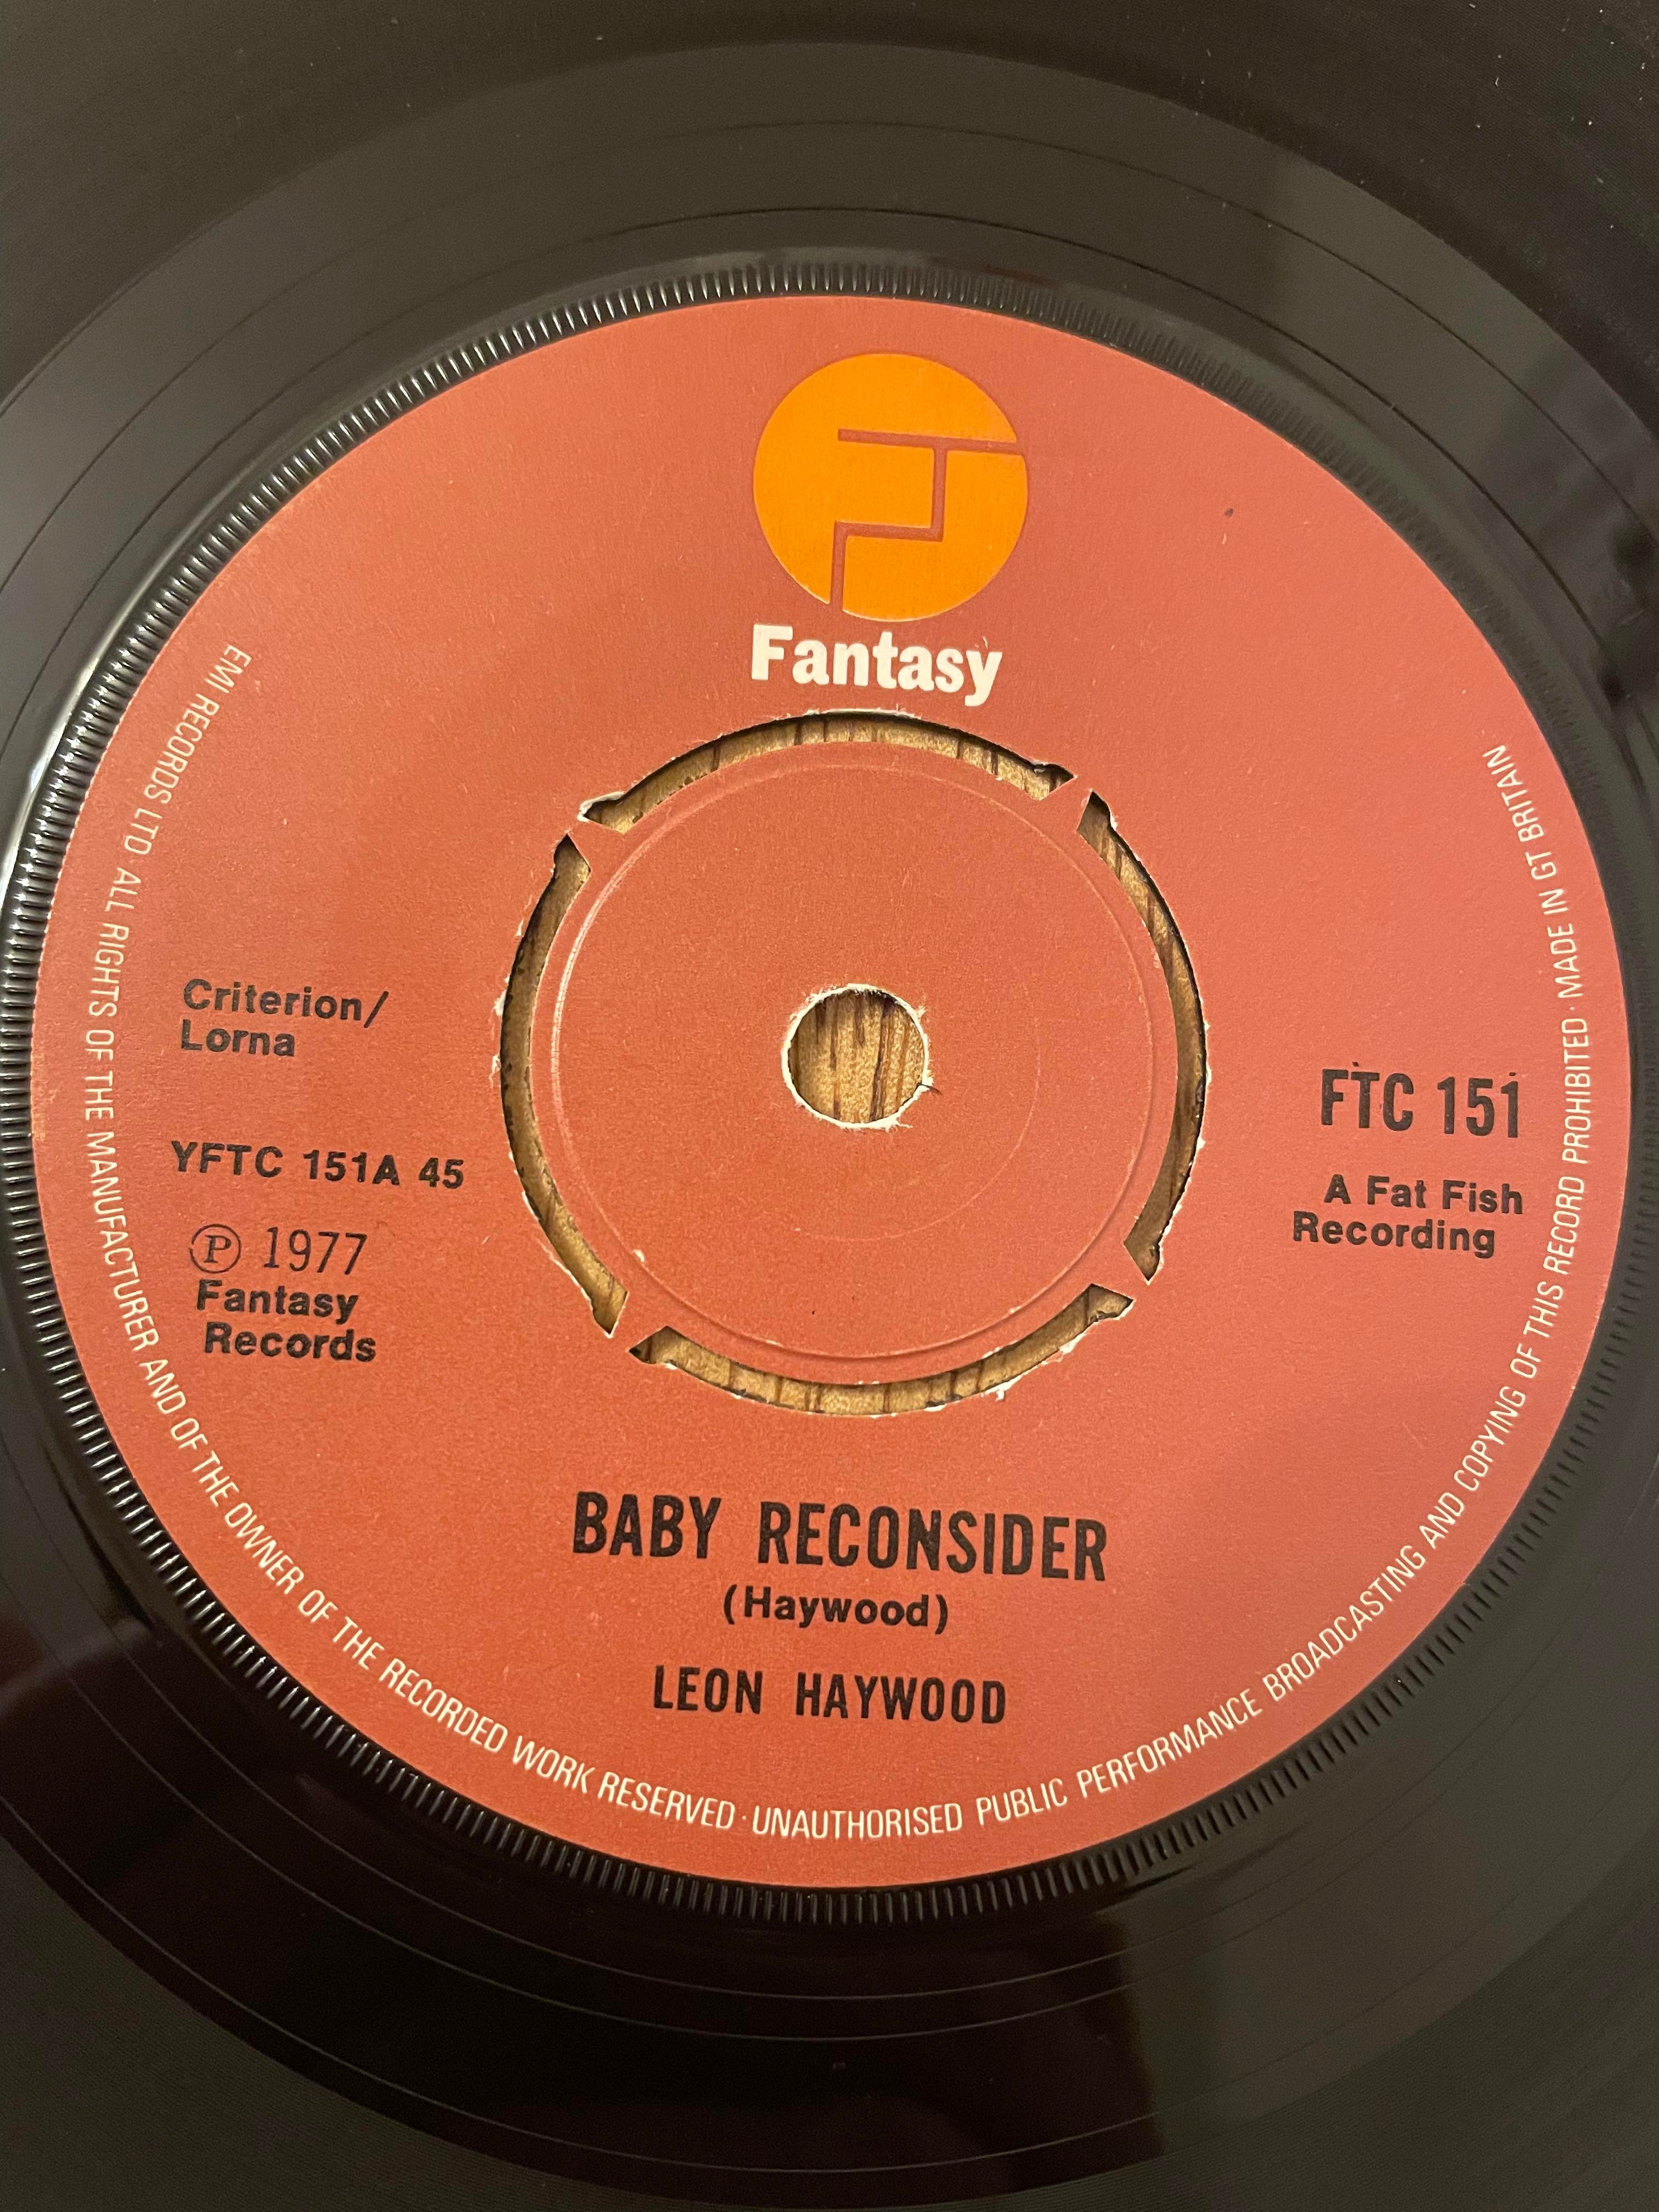 Fantasy
EMI RECORDS LTD ALL RIGHTS OF THE MANUFACTURER AND OF THE OWNER OF THE RECORDED WORK RESERVED · UNAUTHORISED PUBLIC PERFORMANCE BROADCASTING AND COPYING OF THIS RECORD PROHIBITED · MADE IN GT BRITAIN
Criterion/
Lorna
YFTC 151A 45
Ⓟ 1977
Fantasy
Records
FTC 151
A Fat Fish
Recording
BABY RECONSIDER
(Haywood)
LEON HAYWOOD